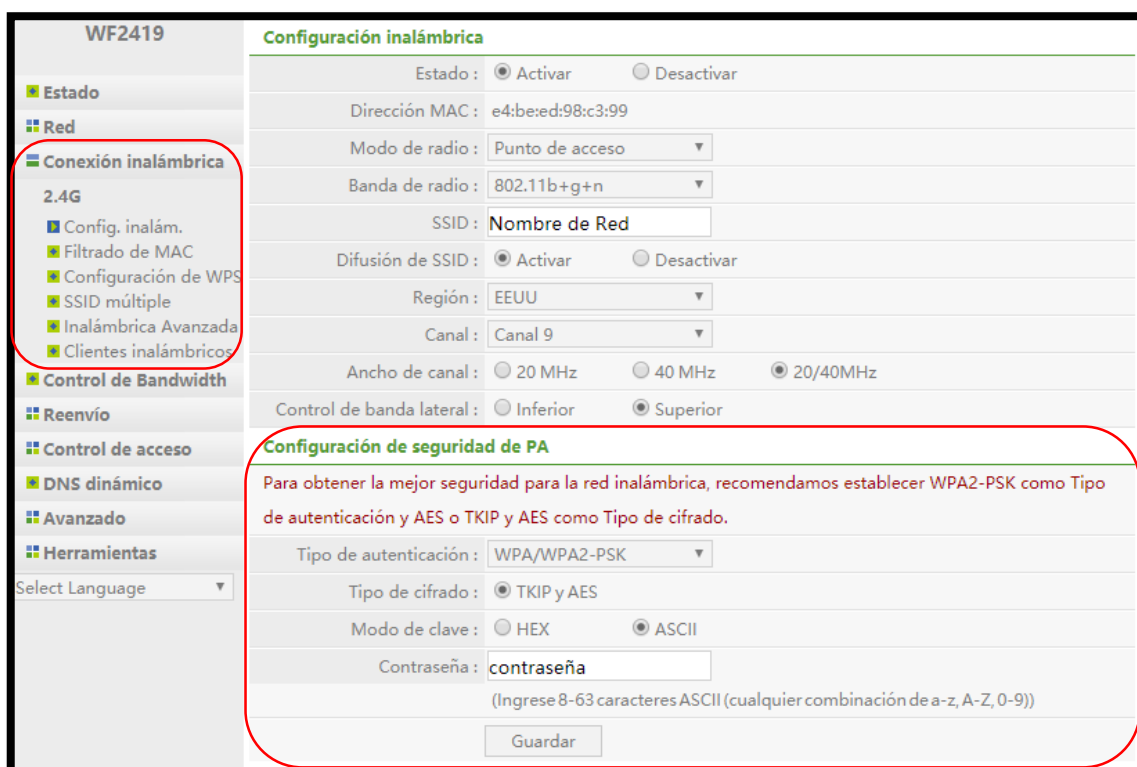 WF2419
Estado
Red
Conexión inalámbrica
2.4G
Config. inalám.
Filtrado de MAC
Configuración de WPS
SSID múltiple
Inalámbrica Avanzada
Clientes inalámbricos
Control de Bandwidth
Reenvío
Control de acceso
DNS dinámico
Avanzado
Herramientas
Select Language
Configuración inalámbrica
Estado : Activar Desactivar
Dirección MAC : e4:be:ed:98:c3:99
Modo de radio : Punto de acceso
Banda de radio : 802.11b+g+n
SSID : Nombre de Red
Difusión de SSID : Activar Desactivar
Región : EEUU
Canal : Canal 9
Ancho de canal : 20 MHz 40 MHz 20/40MHz
Control de banda lateral : Inferior Superior
Configuración de seguridad de PA
Para obtener la mejor seguridad para la red inalámbrica, recomendamos establecer WPA2-PSK como Tipo
de autenticación y AES o TKIP y AES como Tipo de cifrado.
Tipo de autenticación : WPA/WPA2-PSK
Tipo de cifrado : TKIP y AES
Modo de clave : HEX ASCII
Contraseña : contraseña
(Ingrese 8-63 caracteres ASCII (cualquier combinación de a-z, A-Z, 0-9))
Guardar